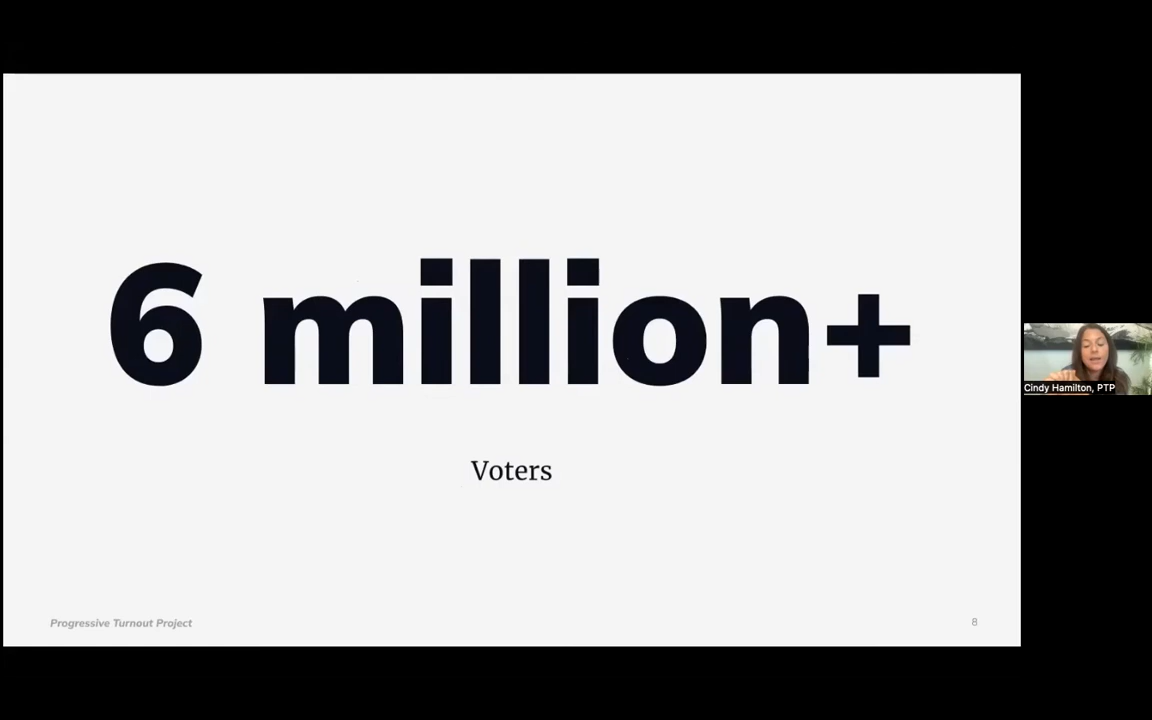 6 million+
Voters
Progressive Turnout Project
8
Cindy Hamilton, PTP